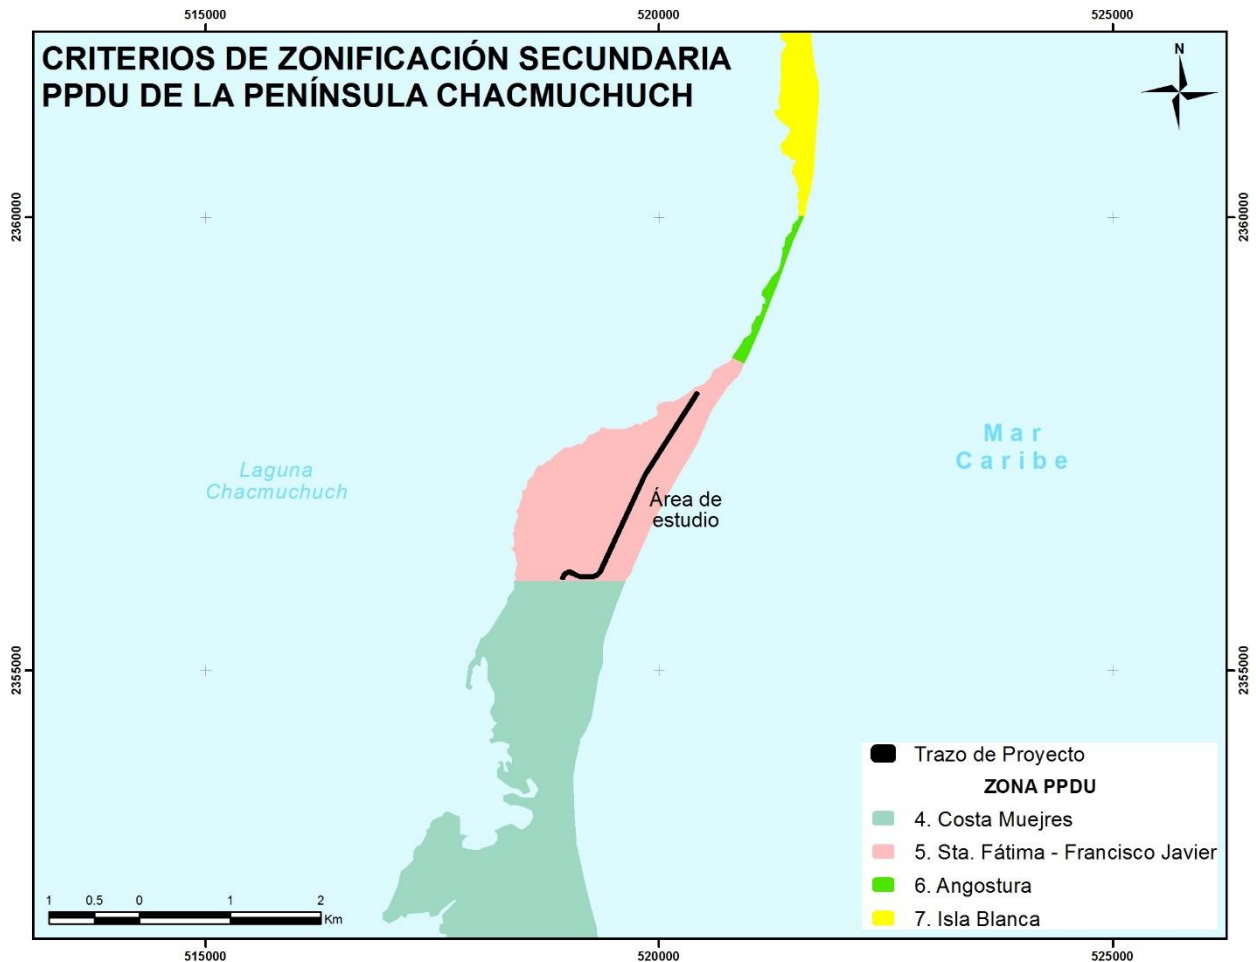 515000
520000
525000
CRITERIOS DE ZONIFICACIÓN SECUNDARIA
PPDU DE LA PENÍNSULA CHACMUCHUCH
N
2360000
2360000
Mar
Caribe
Laguna
Chacmuchuch
Área de
estudio
2355000
2355000
Trazo de Proyecto
ZONA PPDU
4. Costa Muejres
5. Sta. Fátima - Francisco Javier
6. Angostura
7. Isla Blanca
1 0.5 0 1 2
Km
515000
520000
525000